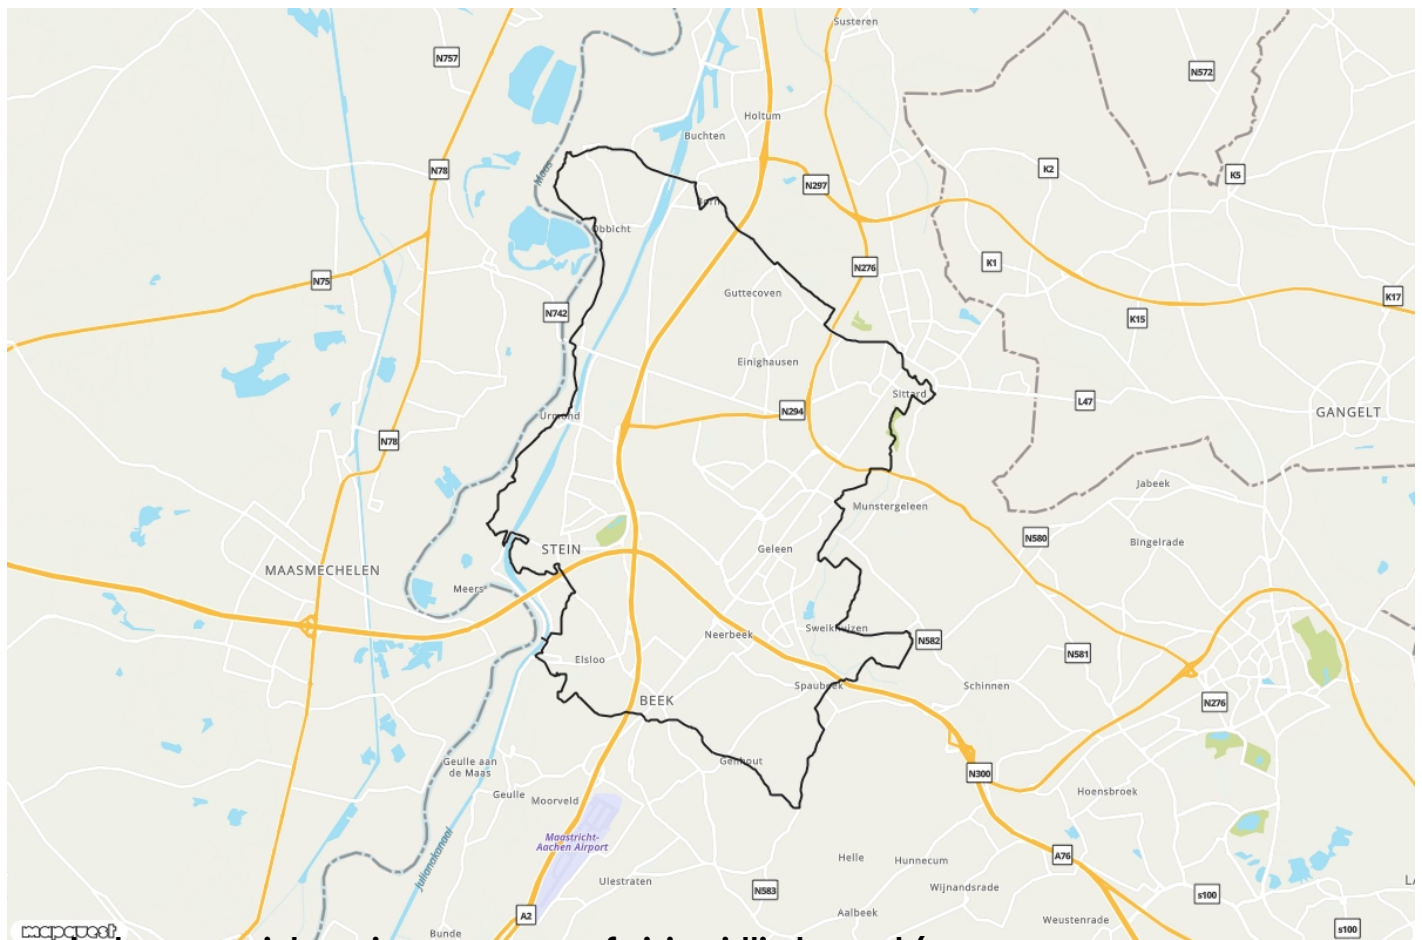 Susteren
N757
N572
Holtum
Buchten
N78
K2
K5
Maas
N297
Obbicht
K1
N276
N75
K17
Guttecoven
N742
K15
Einighausen
Sittard
L47
N294
GANGELT
Urmond
N78
Jabeek
Munstergeleen
N580
Bingelrade
STEIN
Geleen
MAASMECHELEN
Meers
Sweikhuizen
Neerbeek
N582
N581
Elsloo
Spaubeek
Schinnen
BEEK
N276
Genhout
Geulle aan
de Maas
N300
Hoensbroek
Geulle
Moorveld
Maastricht-
Aachen Airport
Julianakanaal
Helle
Hunnecum
A76
Ulestraten
N583
Wijnandsrade
s100
Aalbeek
A2
Weustenrade
Bunde
s100
mapquest